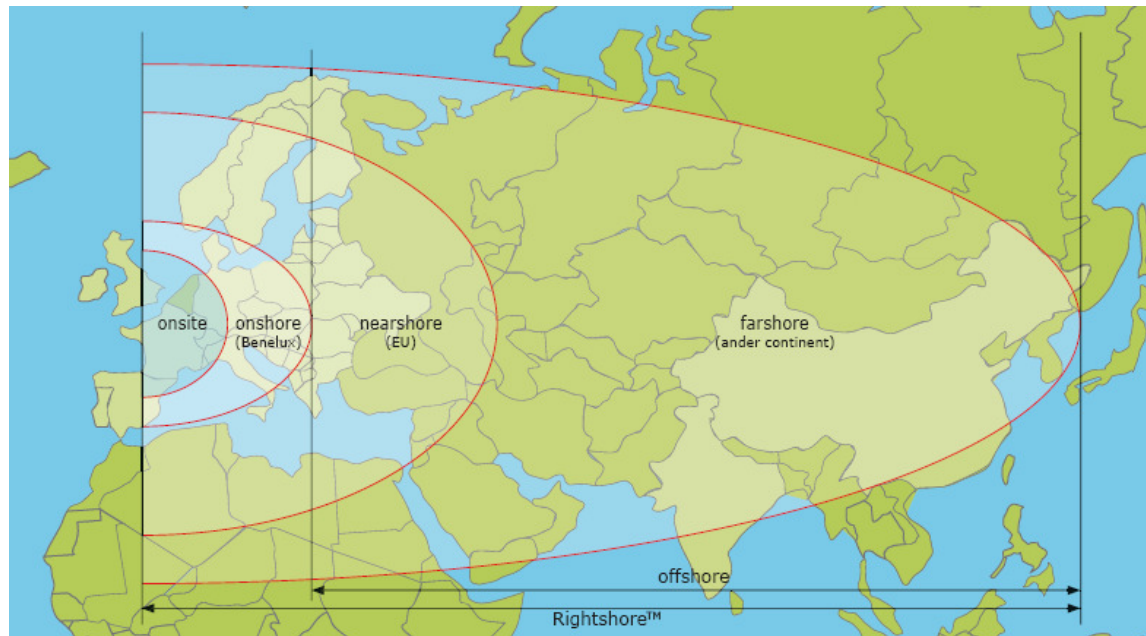 onsite
onshore
(Benelux)
nearshore
(EU)
farshore
(ander continent)
offshore
Rightshore™